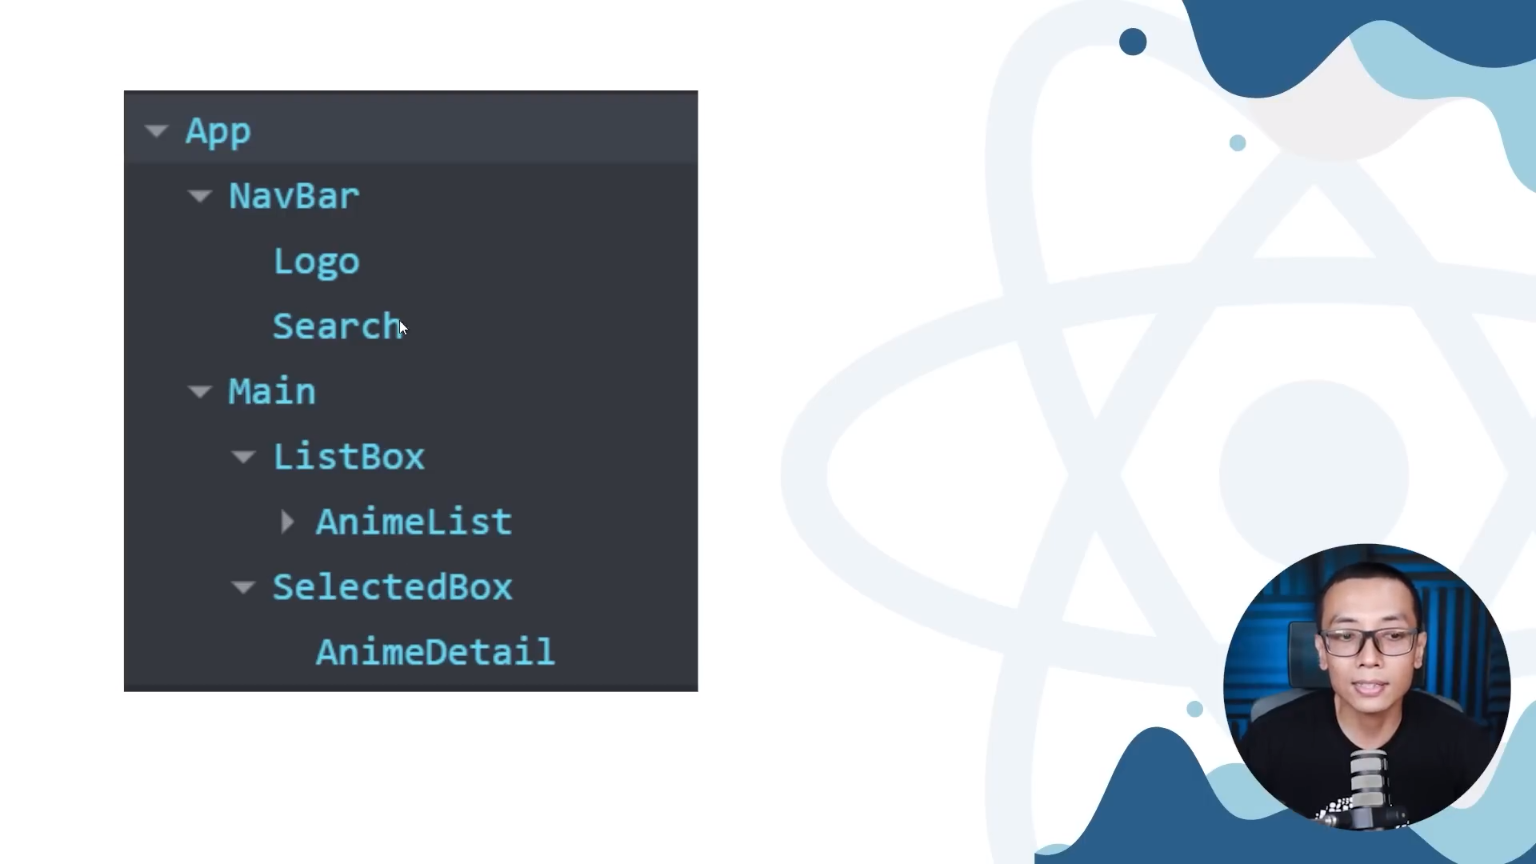 App
NavBar
Logo
Search
Main
ListBox
AnimeList
SelectedBox
AnimeDetail